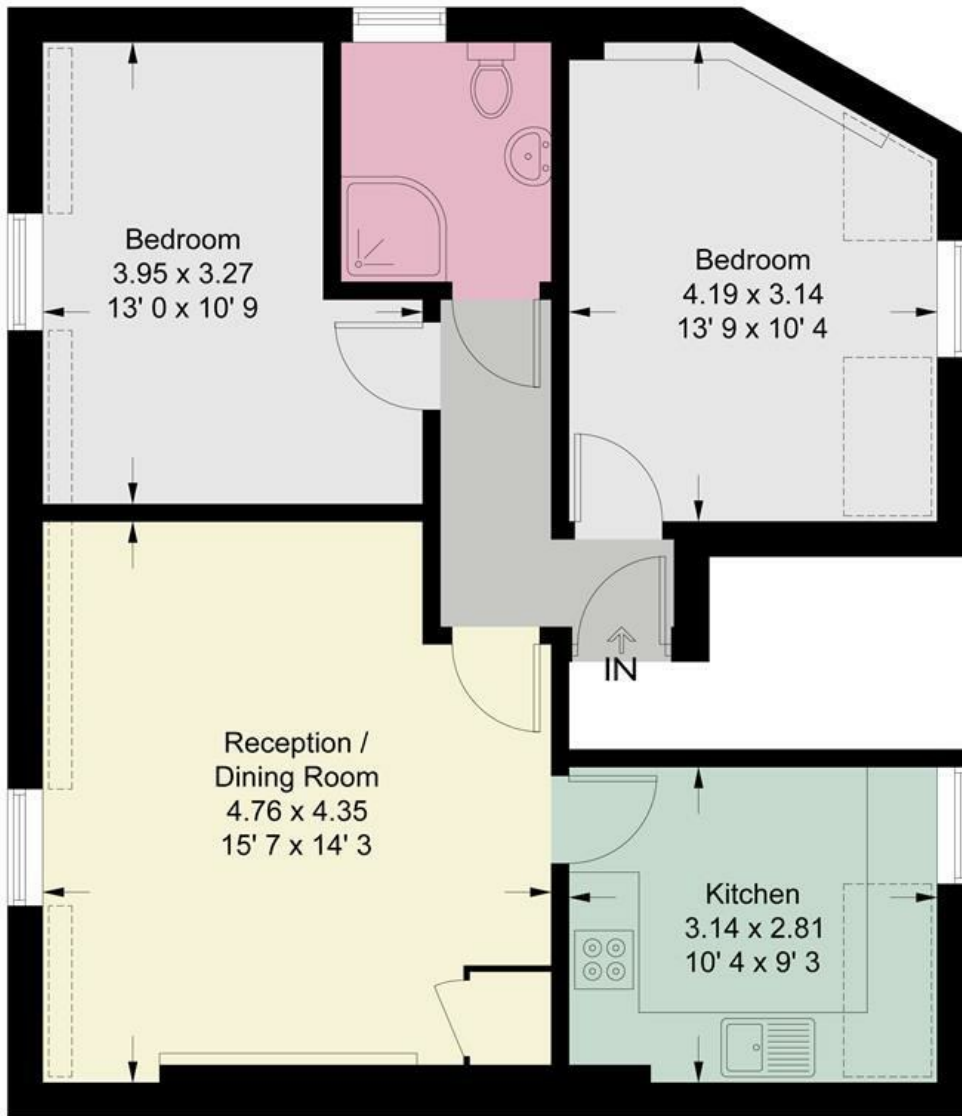 Bedroom
3.95 x 3.27
13' 0 x 10' 9
Bedroom
4.19 x 3.14
13' 9 x 10' 4
IN
Reception /
Dining Room
4.76 x 4.35
15' 7 x 14' 3
Kitchen
3.14 x 2.81
10' 4 x 9' 3